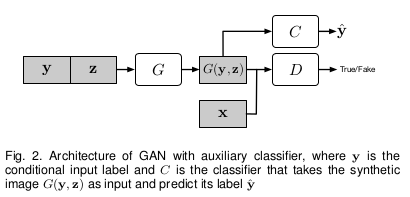 C
ŷ
y z G G(y,z) D True/Fake
x
Fig. 2. Architecture of GAN with auxiliary classifier, where y is the
conditional input label and C is the classifier that takes the synthetic
image G(y, z) as input and predict its label ŷ